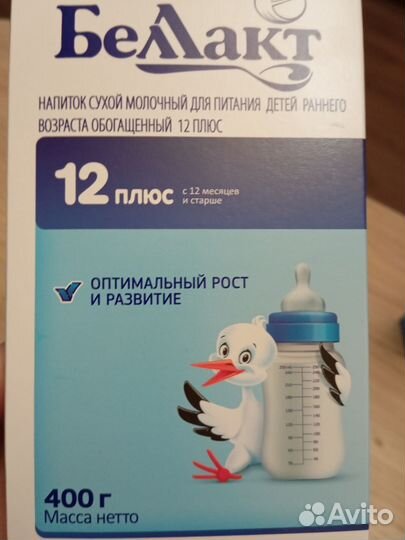 БеЛЛакт
НАПИТОК СУХОЙ МОЛОЧНЫЙ ДЛЯ ПИТАНИЯ ДЕТЕЙ РАННЕГО
ВОЗРАСТА ОБОГАЩЕННЫЙ 12 ПЛЮС
12 ПЛЮС
с 12 месяцев
и старше
ОПТИМАЛЬНЫЙ РОСТ
И РАЗВИТИЕ
400 г
Масса нетто
Avito